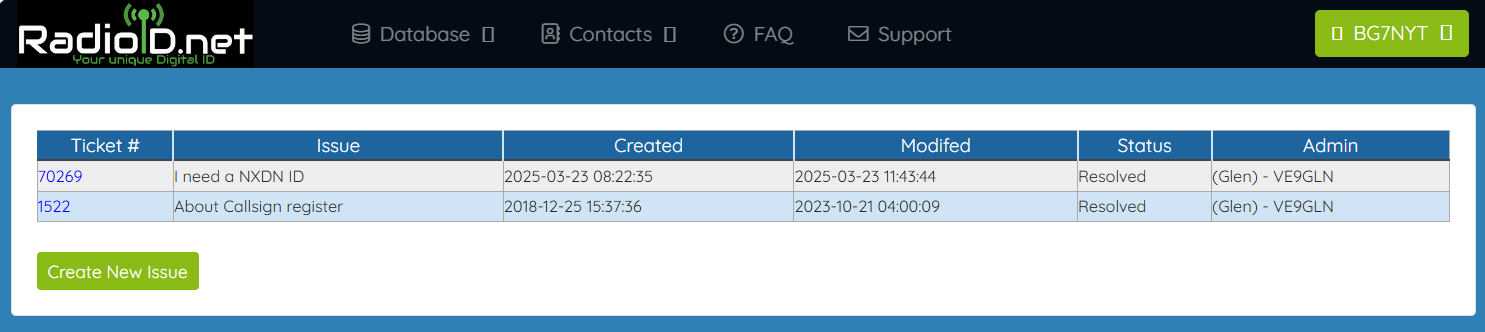 RadioID.net
Your unique Digital ID
Database Contacts FAQ Support BG7NYT
Ticket # Issue Created Modifed Status Admin
70269 I need a NXDN ID 2025-03-23 08:22:35 2025-03-23 11:43:44 Resolved (Glen) - VE9GLN
1522 About Callsign register 2018-12-25 15:37:36 2023-10-21 04:00:09 Resolved (Glen) - VE9GLN
Create New Issue